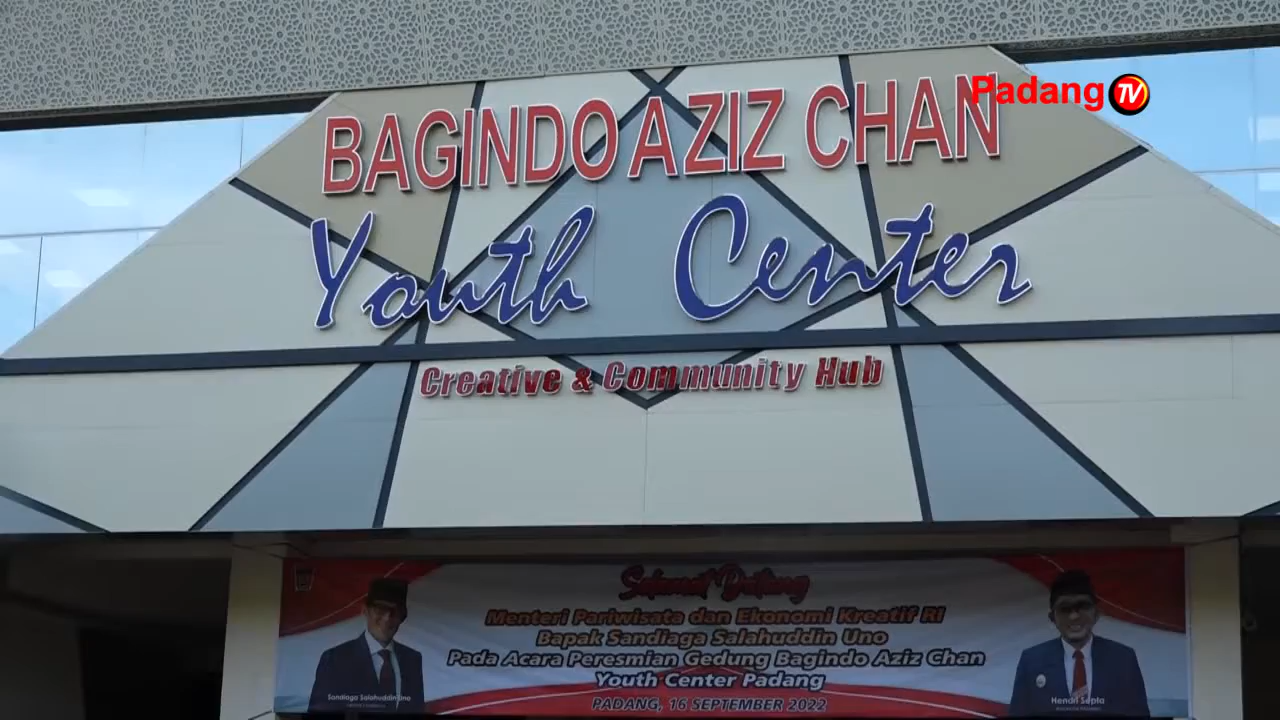 Padang TV
BAGINDO AZIZ CHAN
Youth Center
Creative & Community Hub
Selamat Datang
Menteri Pariwisata dan Ekonomi Kreatif RI
Bapak Sandiaga Salahuddin Uno
Pada Acara Peresmian Gedung Bagindo Aziz Chan
Youth Center Padang
PADANG, 16 SEPTEMBER 2022
Sandiaga Salahuddin Uno
Hendri Septa